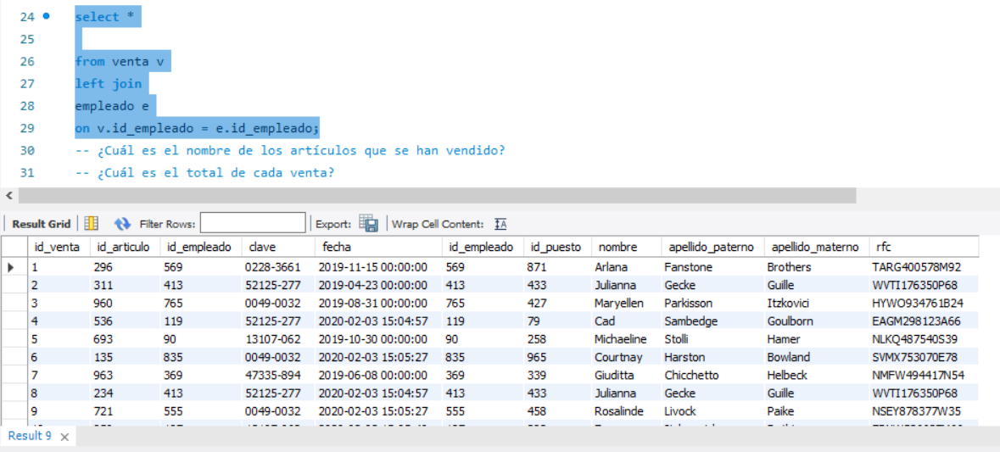 24 select *
25
26 from venta v
27 left join
28 empleado e
29 on v.id_empleado = e.id_empleado;
30 -- ¿Cuál es el nombre de los artículos que se han vendido?
31 -- ¿Cuál es el total de cada venta?
Result Grid Filter Rows: Export: Wrap Cell Content:
id_venta id_articulo id_empleado clave fecha id_empleado id_puesto nombre apellido_paterno apellido_materno rfc
1 296 569 0228-3661 2019-11-15 00:00:00 569 871 Arlana Fanstone Brothers TARG400578M92
2 311 413 52125-277 2019-04-23 00:00:00 413 433 Julianna Gecke Guille WVTI176350P68
3 960 765 0049-0032 2019-08-31 00:00:00 765 427 Maryellen Parkisson Itzkovici HYWO934761B24
4 536 119 52125-277 2020-02-03 15:04:57 119 79 Cad Sambedge Goulborn EAGM298123A66
5 693 90 13107-062 2019-10-30 00:00:00 90 258 Michaeline Stolli Hamer NLKQ487540S39
6 135 835 0049-0032 2020-02-03 15:05:27 835 965 Courtnay Harston Bowland SVMX753070E78
7 963 369 47335-894 2019-06-08 00:00:00 369 339 Giuditta Chicchetto Helbeck NMFW494417N54
8 234 413 52125-277 2020-02-03 15:04:57 413 433 Julianna Gecke Guille WVTI176350P68
9 721 555 0049-0032 2020-02-03 15:05:27 555 458 Rosalinde Livock Paike NSEY878377W35
Result 9